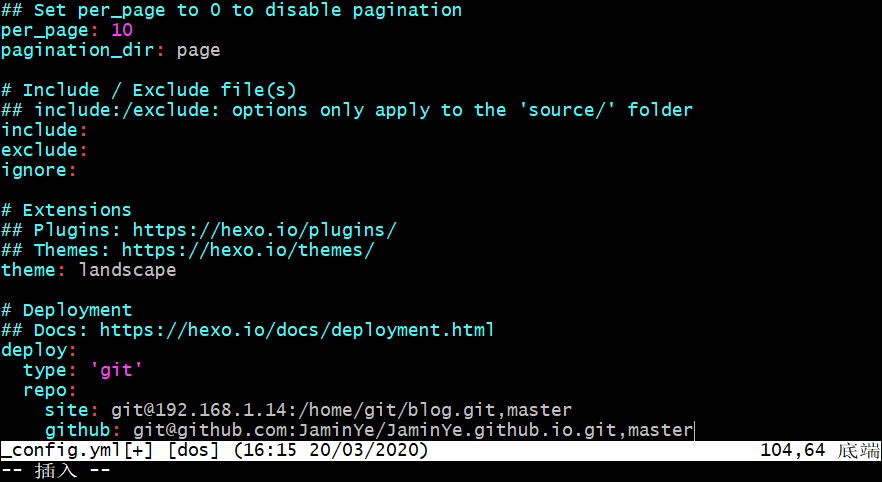 ## Set per_page to 0 to disable pagination
per_page: 10
pagination_dir: page
# Include / Exclude file(s)
## include:/exclude: options only apply to the 'source/' folder
include:
exclude:
ignore:
# Extensions
## Plugins: https://hexo.io/plugins/
## Themes: https://hexo.io/themes/
theme: landscape
# Deployment
## Docs: https://hexo.io/docs/deployment.html
deploy:
  type: 'git'
  repo:
    site: git@192.168.1.14:/home/git/blog.git,master
    github: git@github.com:JaminYe/JaminYe.github.io.git,master
_config.yml[+] [dos] (16:15 20/03/2020) 104,64 底端
-- 插入 --